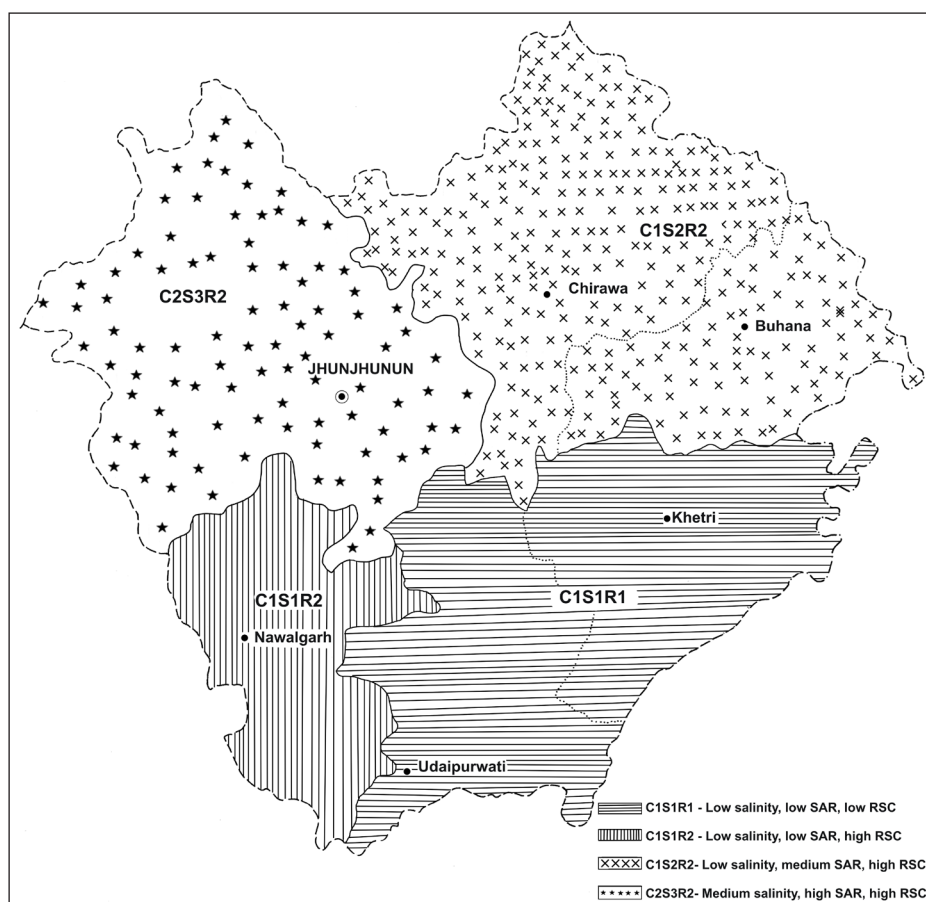 C1S2R2
Chirawa
C2S3R2
Buhana
JHUNJHUNUN
Khetri
C1S1R2
C1S1R1
Nawalgarh
Udaipurwati
C1S1R1 - Low salinity, low SAR, low RSC
C1S1R2 - Low salinity, low SAR, high RSC
C1S2R2- Low salinity, medium SAR, high RSC
C2S3R2- Medium salinity, high SAR, high RSC